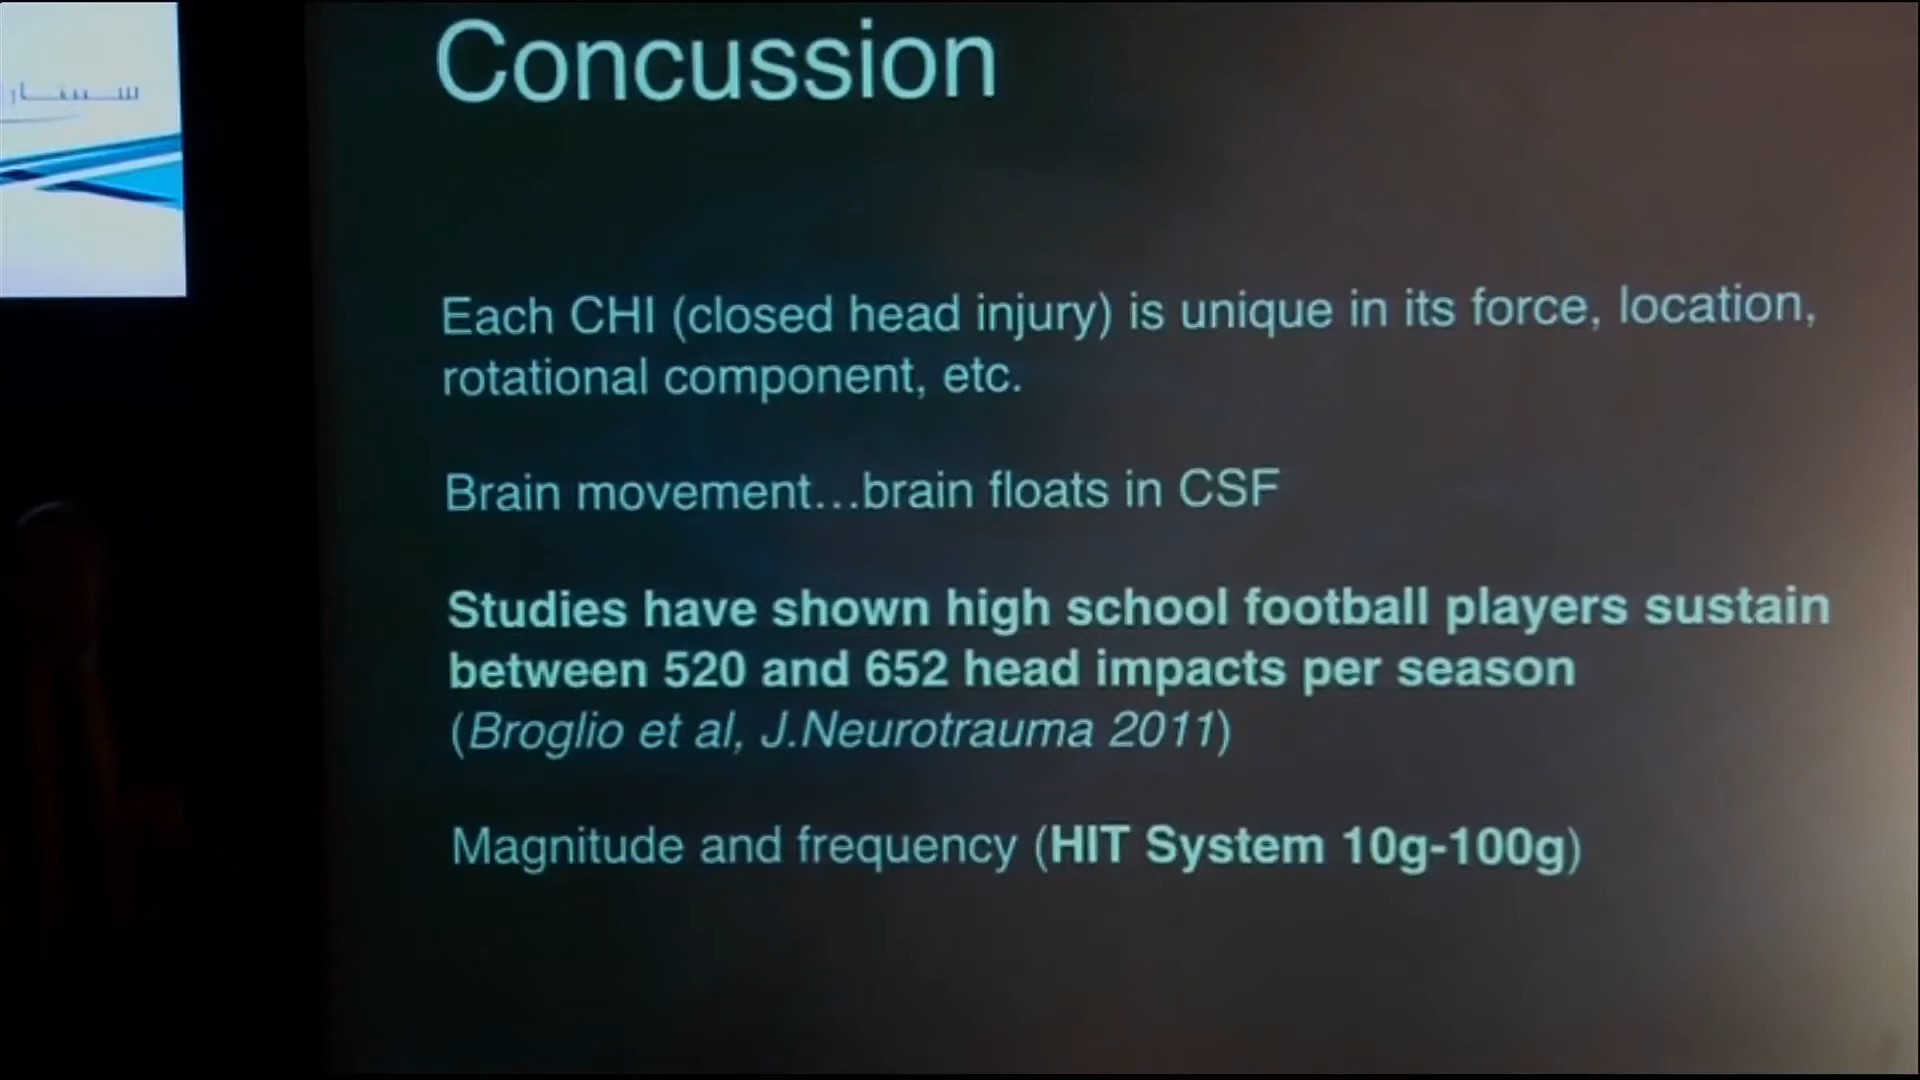 Concussion
Each CHI (closed head injury) is unique in its force, location,
rotational component, etc.
Brain movement...brain floats in CSF
Studies have shown high school football players sustain
between 520 and 652 head impacts per season
(Broglio et al, J.Neurotrauma 2011)
Magnitude and frequency (HIT System 10g-100g)